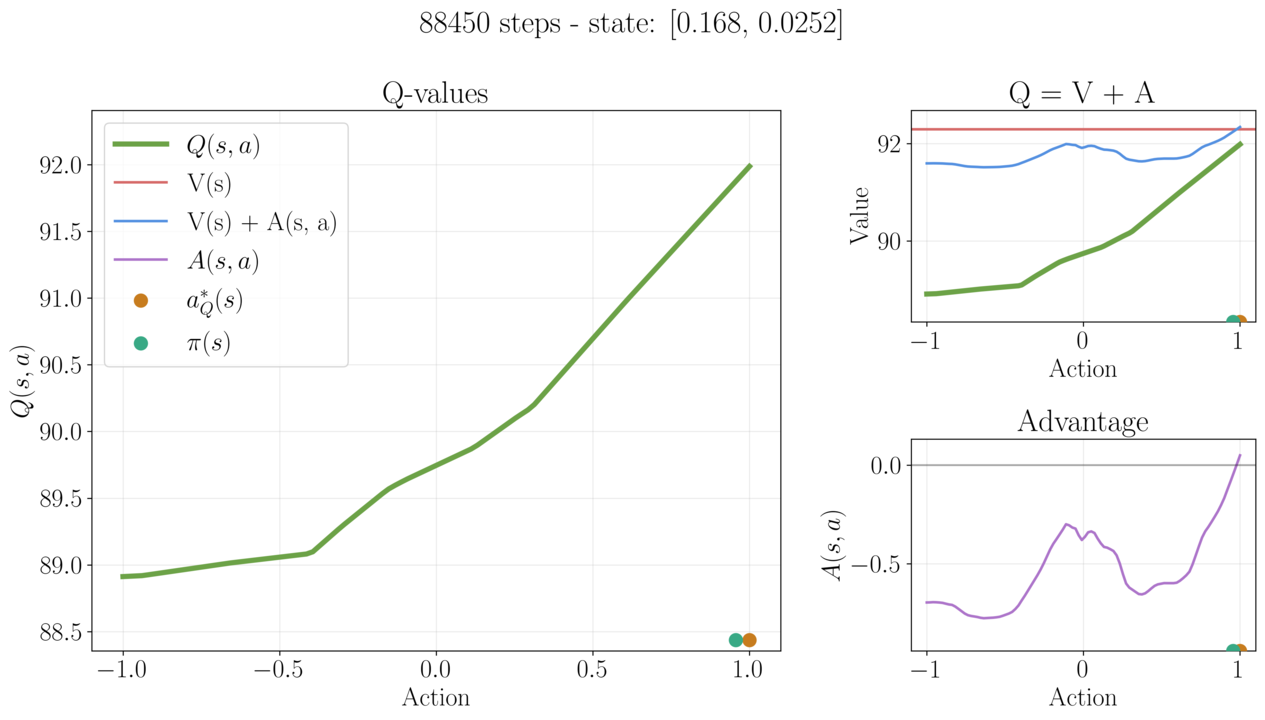 88450 steps - state: [0.168, 0.0252]
Q-values
Q(s, a)
V(s)
V(s) + A(s, a)
A(s, a)
a*Q(s)
π(s)
92.0
91.5
91.0
90.5
90.0
89.5
89.0
88.5
Q(s, a)
−1.0
−0.5
0.0
0.5
1.0
Action
Q = V + A
92
90
Value
−1
0
1
Action
Advantage
0.0
−0.5
A(s, a)
−1
0
1
Action